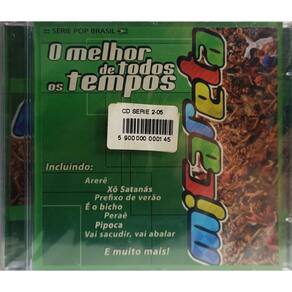 :: SÉRIE POP BRASIL
O melhor
de todos
os tempos
CD SERIE 2-05
5 900000 000145
micareta
Incluindo:
Arerê
Xô Satanás
Prefixo de verão
É o bicho
Peraê
Pipoca
Vai sacudir, vai abalar
E muito mais!